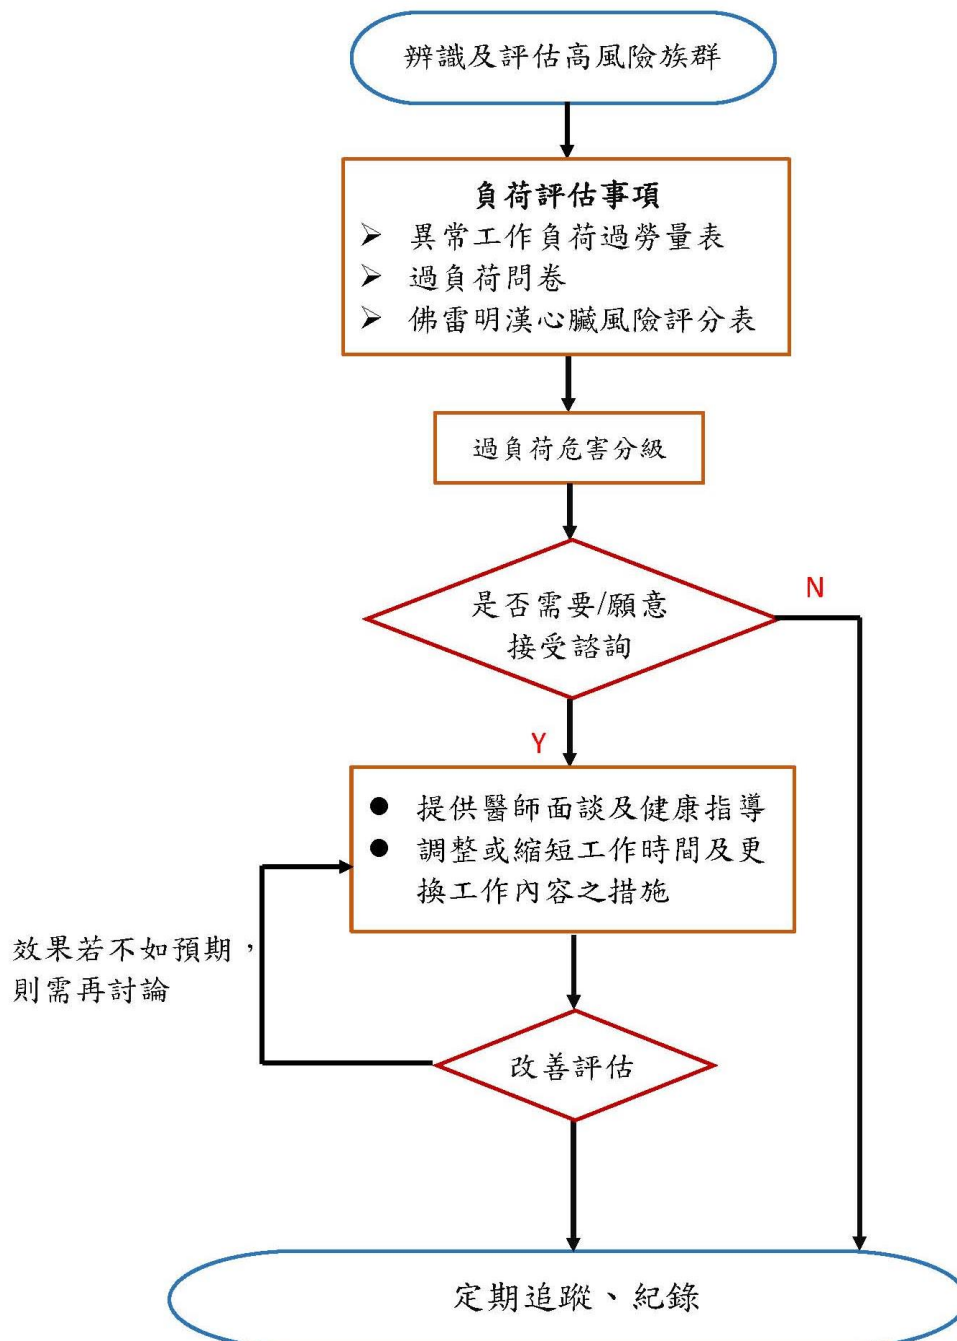 辨識及評估高風險族群
負荷評估事項
➢ 異常工作負荷過勞量表
➢ 過負荷問卷
➢ 佛雷明漢心臟風險評分表
過負荷危害分級
是否需要/願意
接受諮詢
N
Y
● 提供醫師面談及健康指導
● 調整或縮短工作時間及更
換工作內容之措施
效果若不如預期，
則需再討論
改善評估
定期追蹤、紀錄